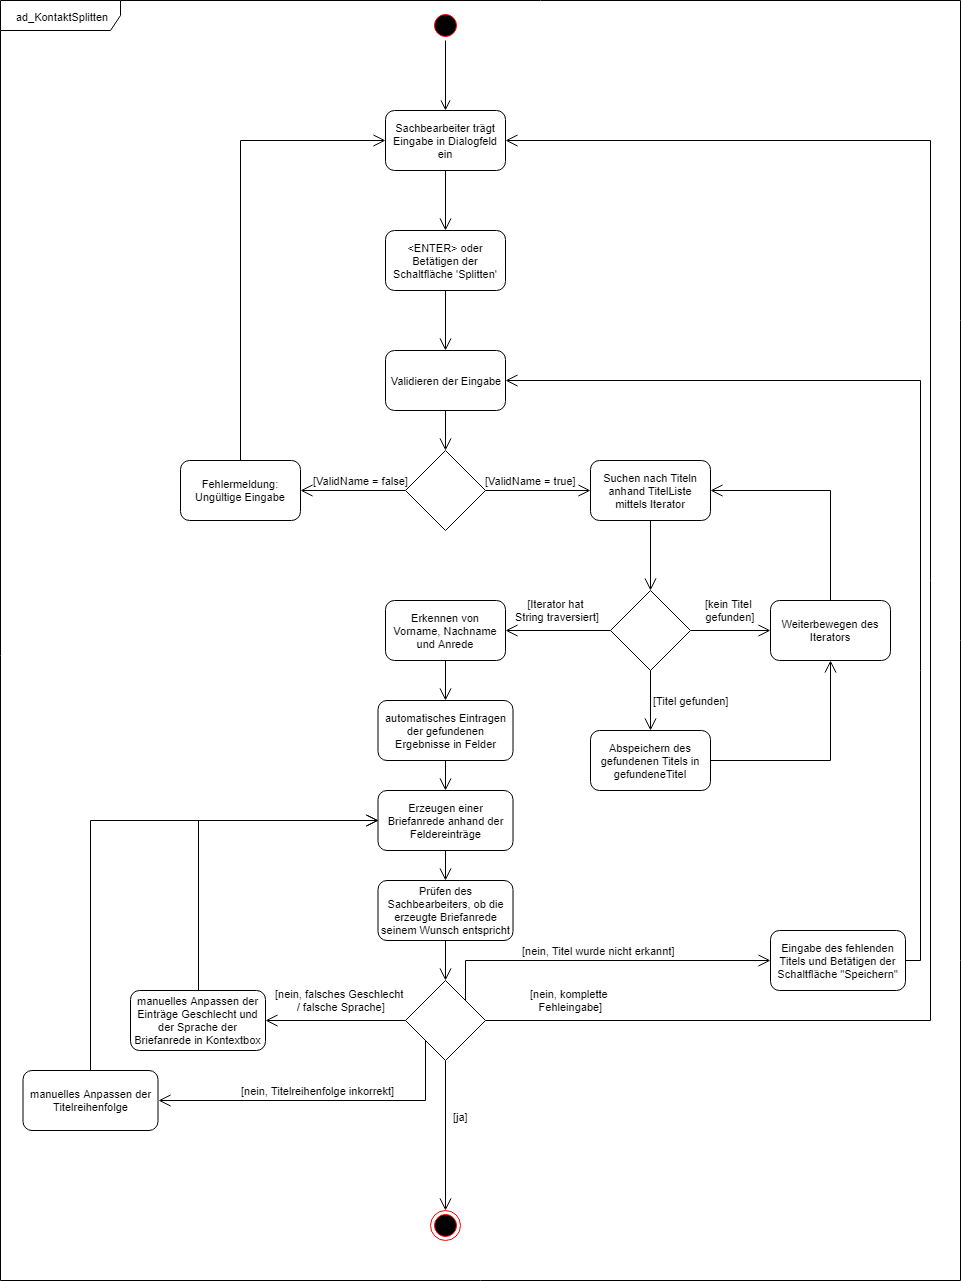 ad_KontaktSplitten
Sachbearbeiter trägt
Eingabe in Dialogfeld
ein
<ENTER> oder
Betätigen der
Schaltfläche 'Splitten'
Validieren der Eingabe
[ValidName = false]
[ValidName = true]
Fehlermeldung:
Ungültige Eingabe
Suchen nach Titeln
anhand TitelListe
mittels Iterator
[Iterator hat
String traversiert]
[kein Titel
gefunden]
Erkennen von
Vorname, Nachname
und Anrede
Weiterbewegen des
Iterators
[Titel gefunden]
automatisches Eintragen
der gefundenen
Ergebnisse in Felder
Abspeichern des
gefundenen Titels in
gefundeneTitel
Erzeugen einer
Briefanrede anhand der
Feldereinträge
Prüfen des
Sachbearbeiters, ob die
erzeugte Briefanrede
seinem Wunsch entspricht
[nein, Titel wurde nicht erkannt]
Eingabe des fehlenden
Titels und Betätigen der
Schaltfläche "Speichern"
[nein, falsches Geschlecht
/ falsche Sprache]
[nein, komplette
Fehleingabe]
manuelles Anpassen der
Einträge Geschlecht und
der Sprache der
Briefanrede in Kontextbox
[nein, Titelreihenfolge inkorrekt]
manuelles Anpassen der
Titelreihenfolge
[ja]